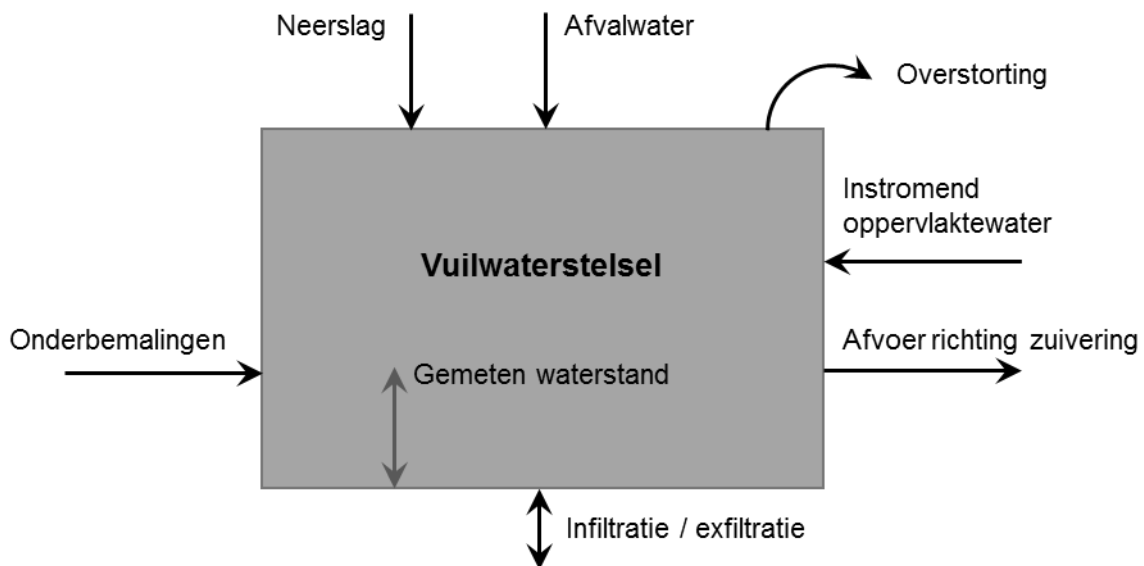 Neerslag
Afvalwater
Overstorting
Instromend
oppervlaktewater
Vuilwaterstelsel
Onderbemalingen
Afvoer richting zuivering
Gemeten waterstand
Infiltratie / exfiltratie